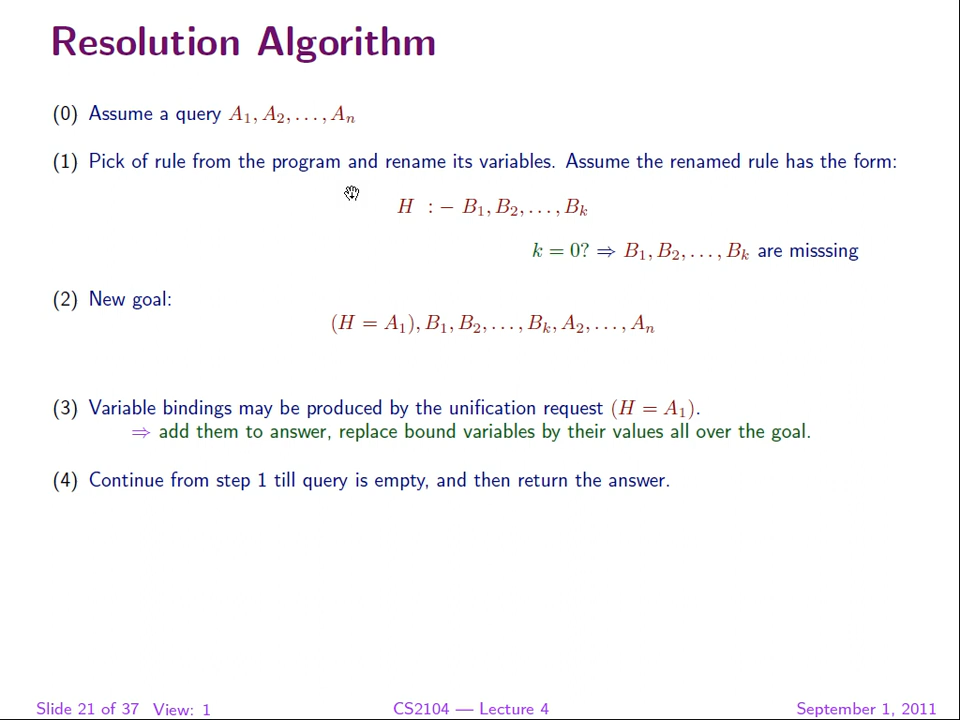 Resolution Algorithm
(0) Assume a query A₁, A₂, . . . , Aₙ
(1) Pick of rule from the program and rename its variables. Assume the renamed rule has the form:
H :− B₁, B₂, . . . , Bₖ
k = 0? ⇒ B₁, B₂, . . . , Bₖ are misssing
(2) New goal:
(H = A₁), B₁, B₂, . . . , Bₖ, A₂, . . . , Aₙ
(3) Variable bindings may be produced by the unification request (H = A₁).
⇒ add them to answer, replace bound variables by their values all over the goal.
(4) Continue from step 1 till query is empty, and then return the answer.
Slide 21 of 37 View: 1 CS2104 — Lecture 4 Septsember 1, 2011